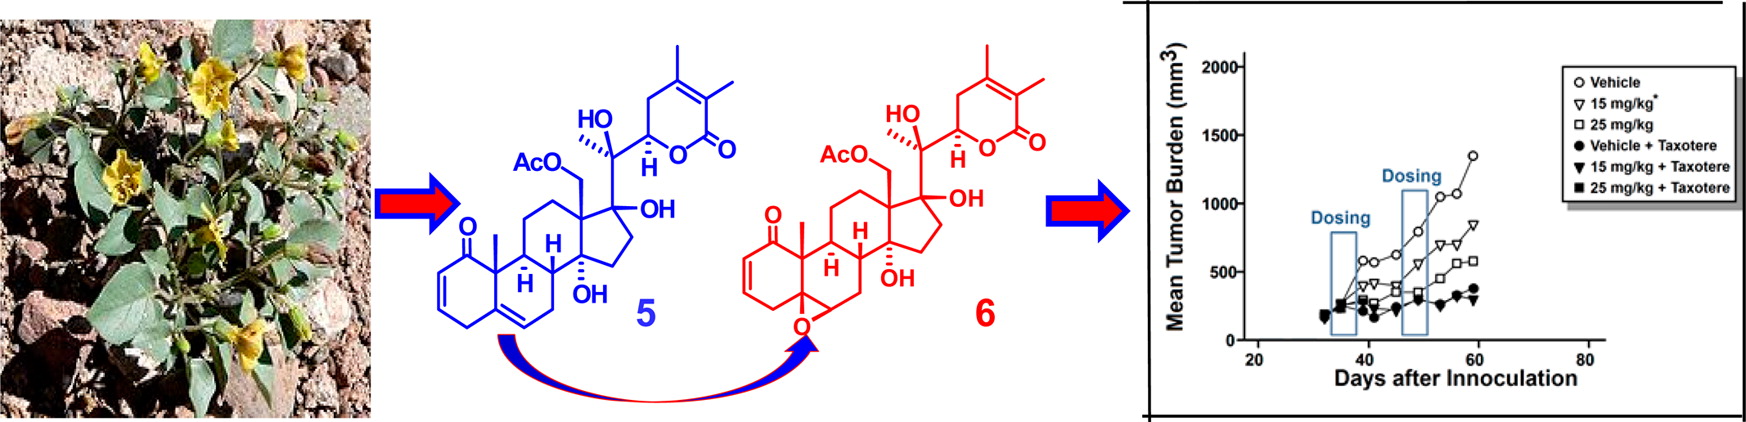 HO
AcO
H
O
O
O
OH
H
H
OH
5
HO
AcO
H
O
O
O
OH
H
H
OH
O
6
Mean Tumor Burden (mm3)
2000
1500
1000
500
0
20
40
60
80
Days after Innoculation
Dosing
Dosing
Vehicle
15 mg/kg*
25 mg/kg
Vehicle + Taxotere
15 mg/kg + Taxotere
25 mg/kg + Taxotere